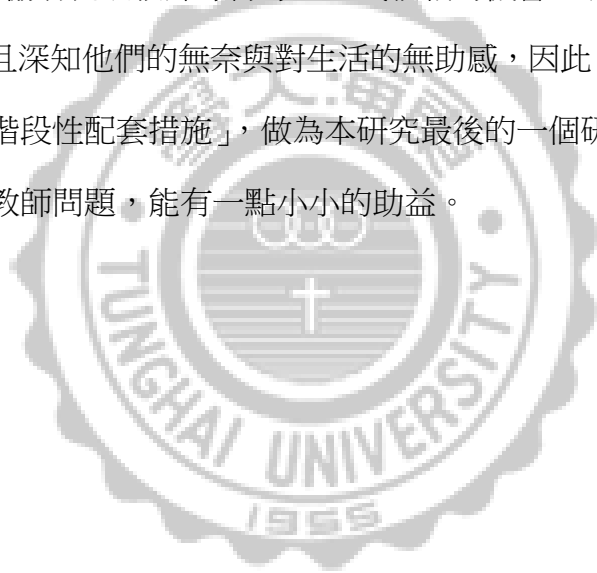 且深知他們的無奈與對生活的無助感，因此
階段性配套措施」，做為本研究最後的一個研
教師問題，能有一點小小的助益。
TUNGHAI UNIVERSITY
1955